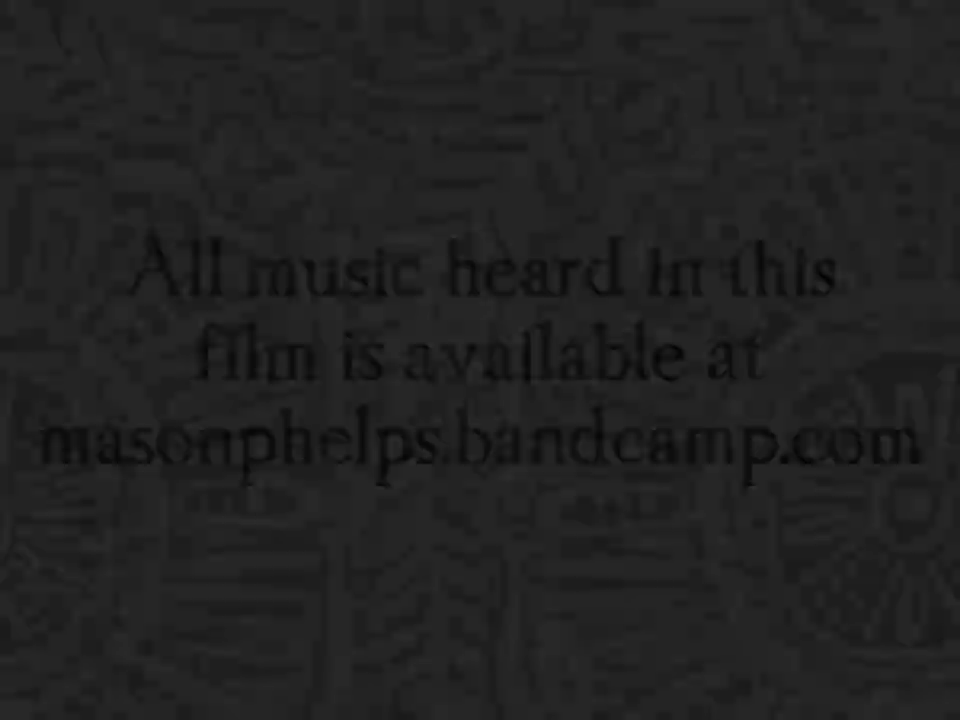 All music heard in this
film is available at
masonphelps.bandcamp.com